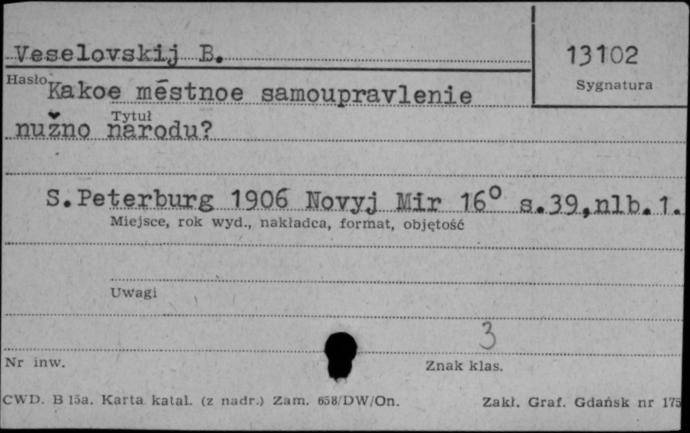 Veselovskij B.
13102
Hasło
Sygnatura
Kakoe městnoe samoupravlenie
Tytuł
nužno narodu?
S.Peterburg 1906 Novyj Mir 16° s.39,nlb.1.
Miejsce, rok wyd., nakładca, format, objętość
Uwagi
3
Nr inw.
Znak klas.
CWD. B 15a. Karta katal. (z nadr.) Zam. 658/DW/On.
Zakł. Graf. Gdańsk nr 175